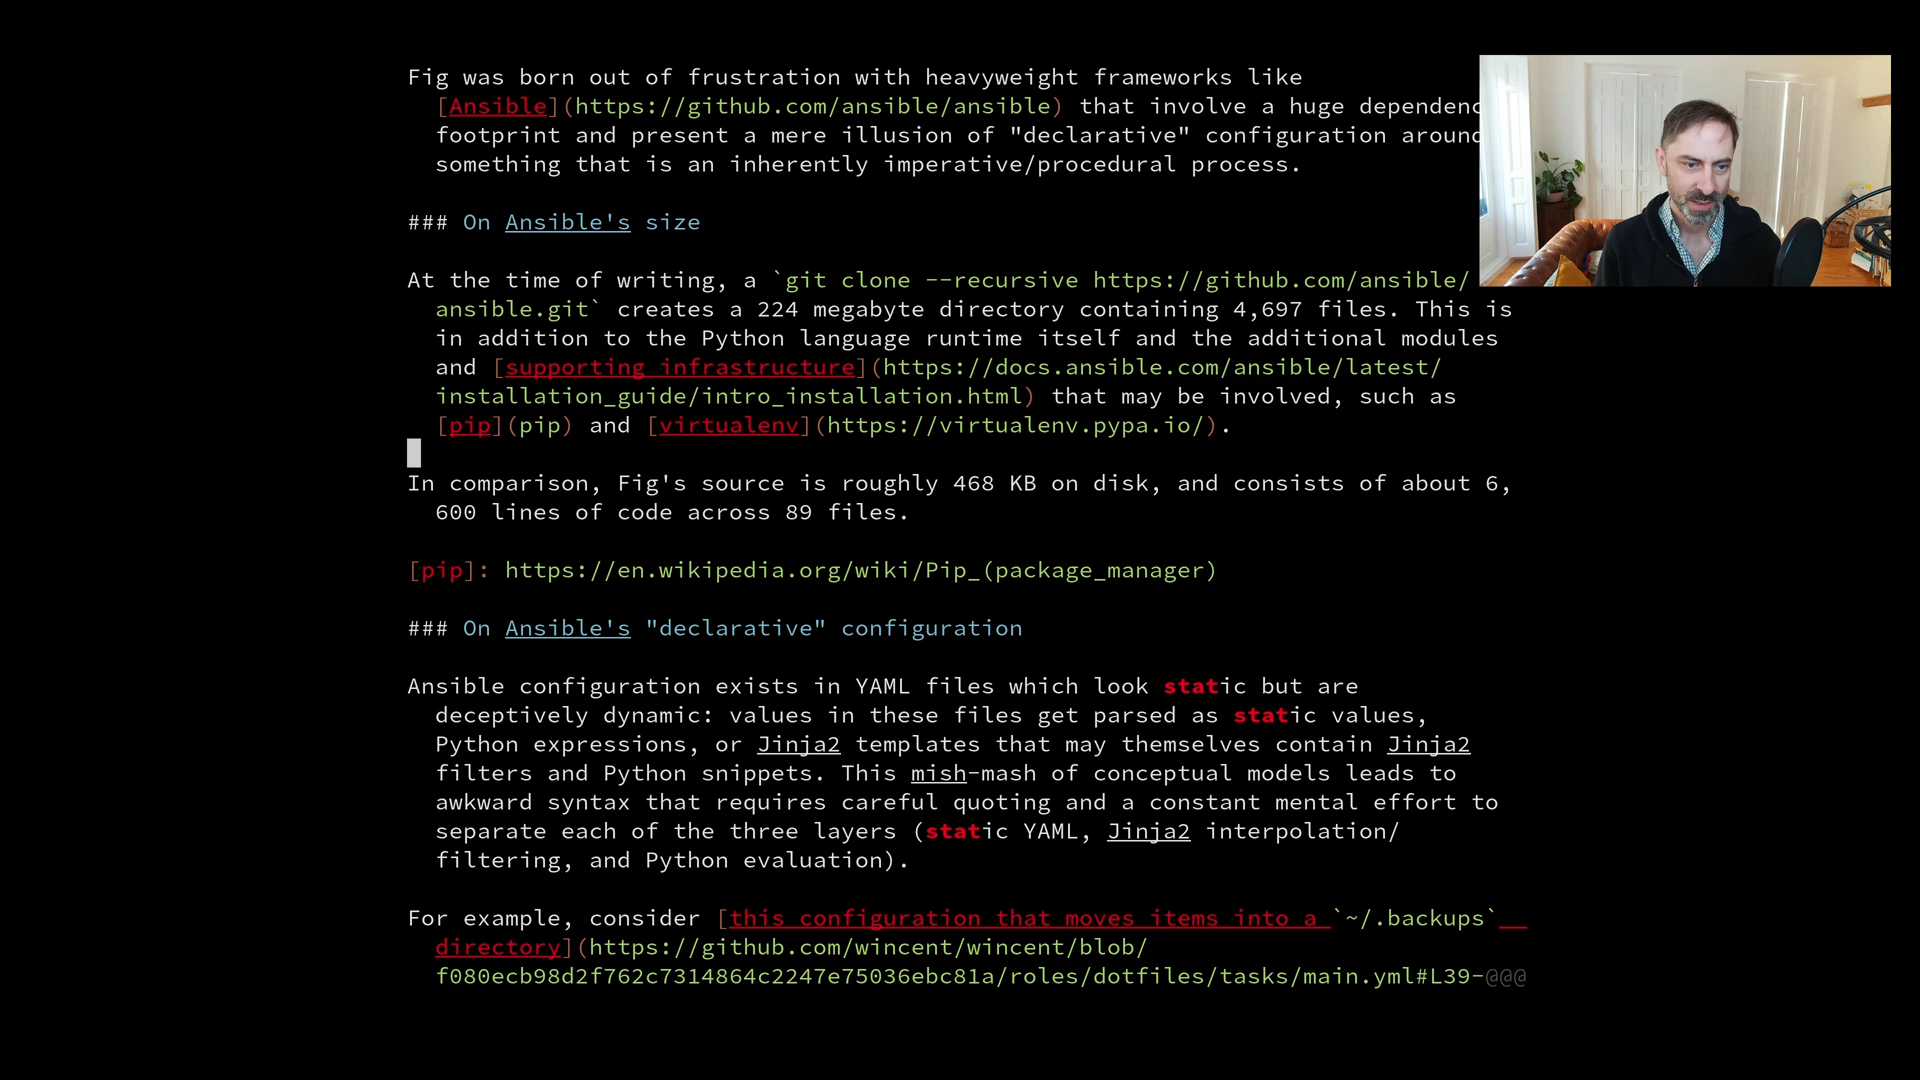 Fig was born out of frustration with heavyweight frameworks like
[Ansible](https://github.com/ansible/ansible) that involve a huge
footprint and present a mere illusion of "declarative" configuration around
something that is an inherently imperative/procedural process.
### On Ansible's size
At the time of writing, a `git clone --recursive https://github.com/ansible/
ansible.git` creates a 224 megabyte directory containing 4,697 files. This is
in addition to the Python language runtime itself and the additional modules
and [supporting infrastructure](https://docs.ansible.com/ansible/latest/
installation_guide/intro_installation.html) that may be involved, such as
[pip](pip) and [virtualenv](https://virtualenv.pypa.io/).
In comparison, Fig's source is roughly 468 KB on disk, and consists of about 6,
600 lines of code across 89 files.
[pip]: https://en.wikipedia.org/wiki/Pip_(package_manager)
### On Ansible's "declarative" configuration
Ansible configuration exists in YAML files which look static but are
deceptively dynamic: values in these files get parsed as static values,
Python expressions, or Jinja2 templates that may themselves contain Jinja2
filters and Python snippets. This mish-mash of conceptual models leads to
awkward syntax that requires careful quoting and a constant mental effort to
separate each of the three layers (static YAML, Jinja2 interpolation/
filtering, and Python evaluation).
For example, consider [this configuration that moves items into a `~/.backups`
directory](https://github.com/wincent/wincent/blob/
f080ecb98d2f762c7314864c2247e75036ebc81a/roles/dotfiles/tasks/main.yml#L39-@@@